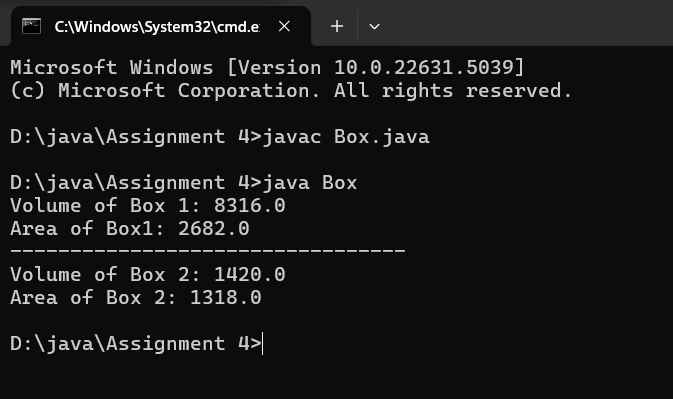 C:\Windows\System32\cmd.e
Microsoft Windows [Version 10.0.22631.5039]
(c) Microsoft Corporation. All rights reserved.
D:\java\Assignment 4>javac Box.java
D:\java\Assignment 4>java Box
Volume of Box 1: 8316.0
Area of Box1: 2682.0
---------------------------------
Volume of Box 2: 1420.0
Area of Box 2: 1318.0
D:\java\Assignment 4>